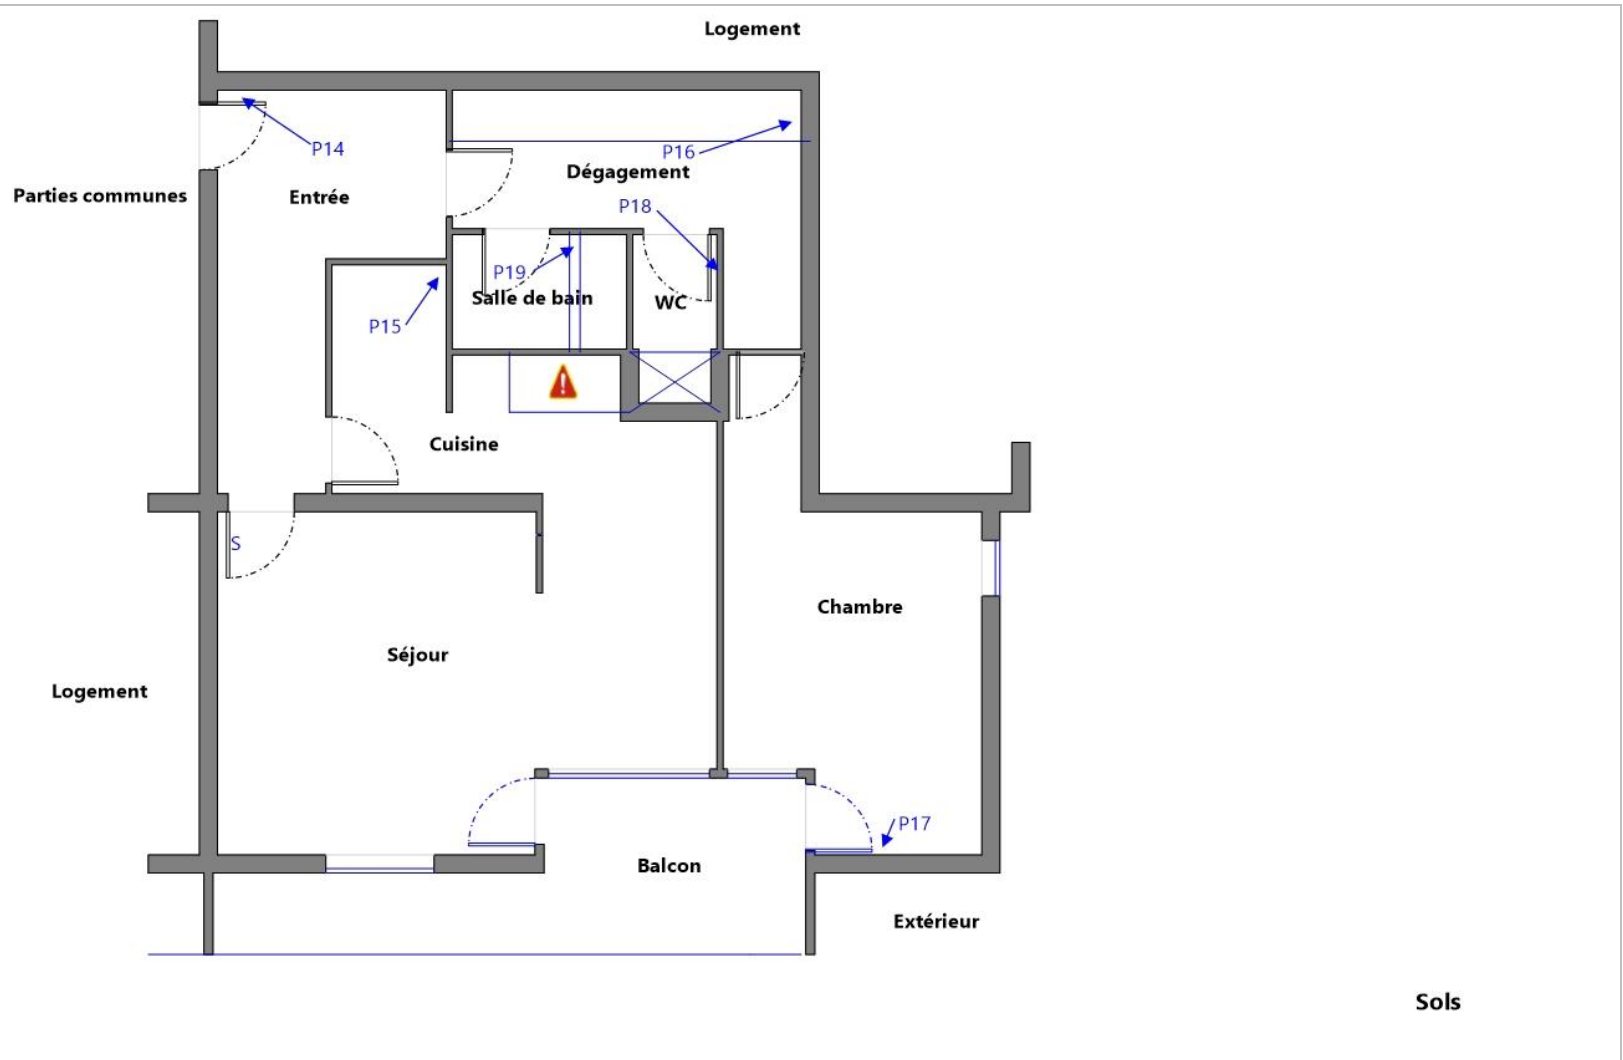 Logement
P14
P16
Dégagement
Parties communes
Entrée
P18
P19
Salle de bain
WC
P15
!
Cuisine
S
Chambre
Séjour
Logement
P17
Balcon
Extérieur
Sols